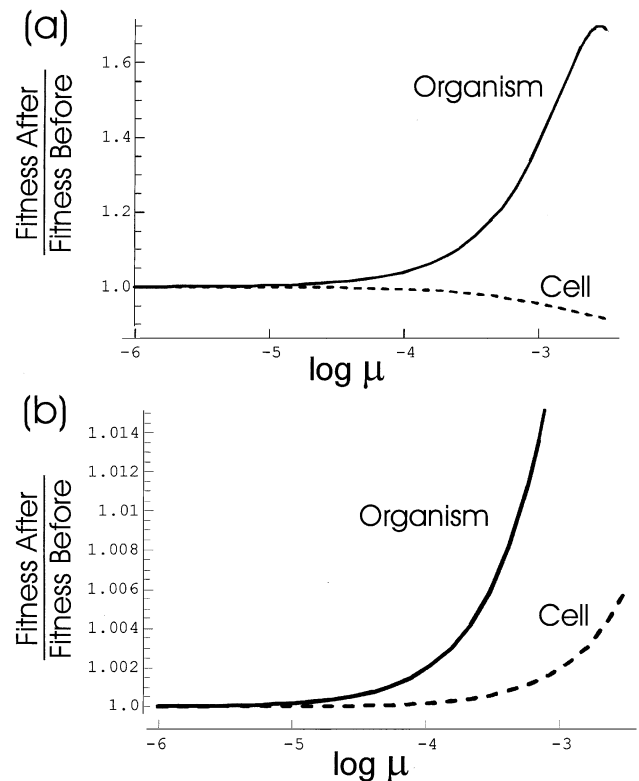 (a)
Fitness After
Fitness Before
1.6
1.4
1.2
1.0
Organism
Cell
-6
-5
-4
-3
log μ
(b)
Fitness After
Fitness Before
1.014
1.012
1.01
1.008
1.006
1.004
1.002
1.0
Organism
Cell
-6
-5
-4
-3
log μ